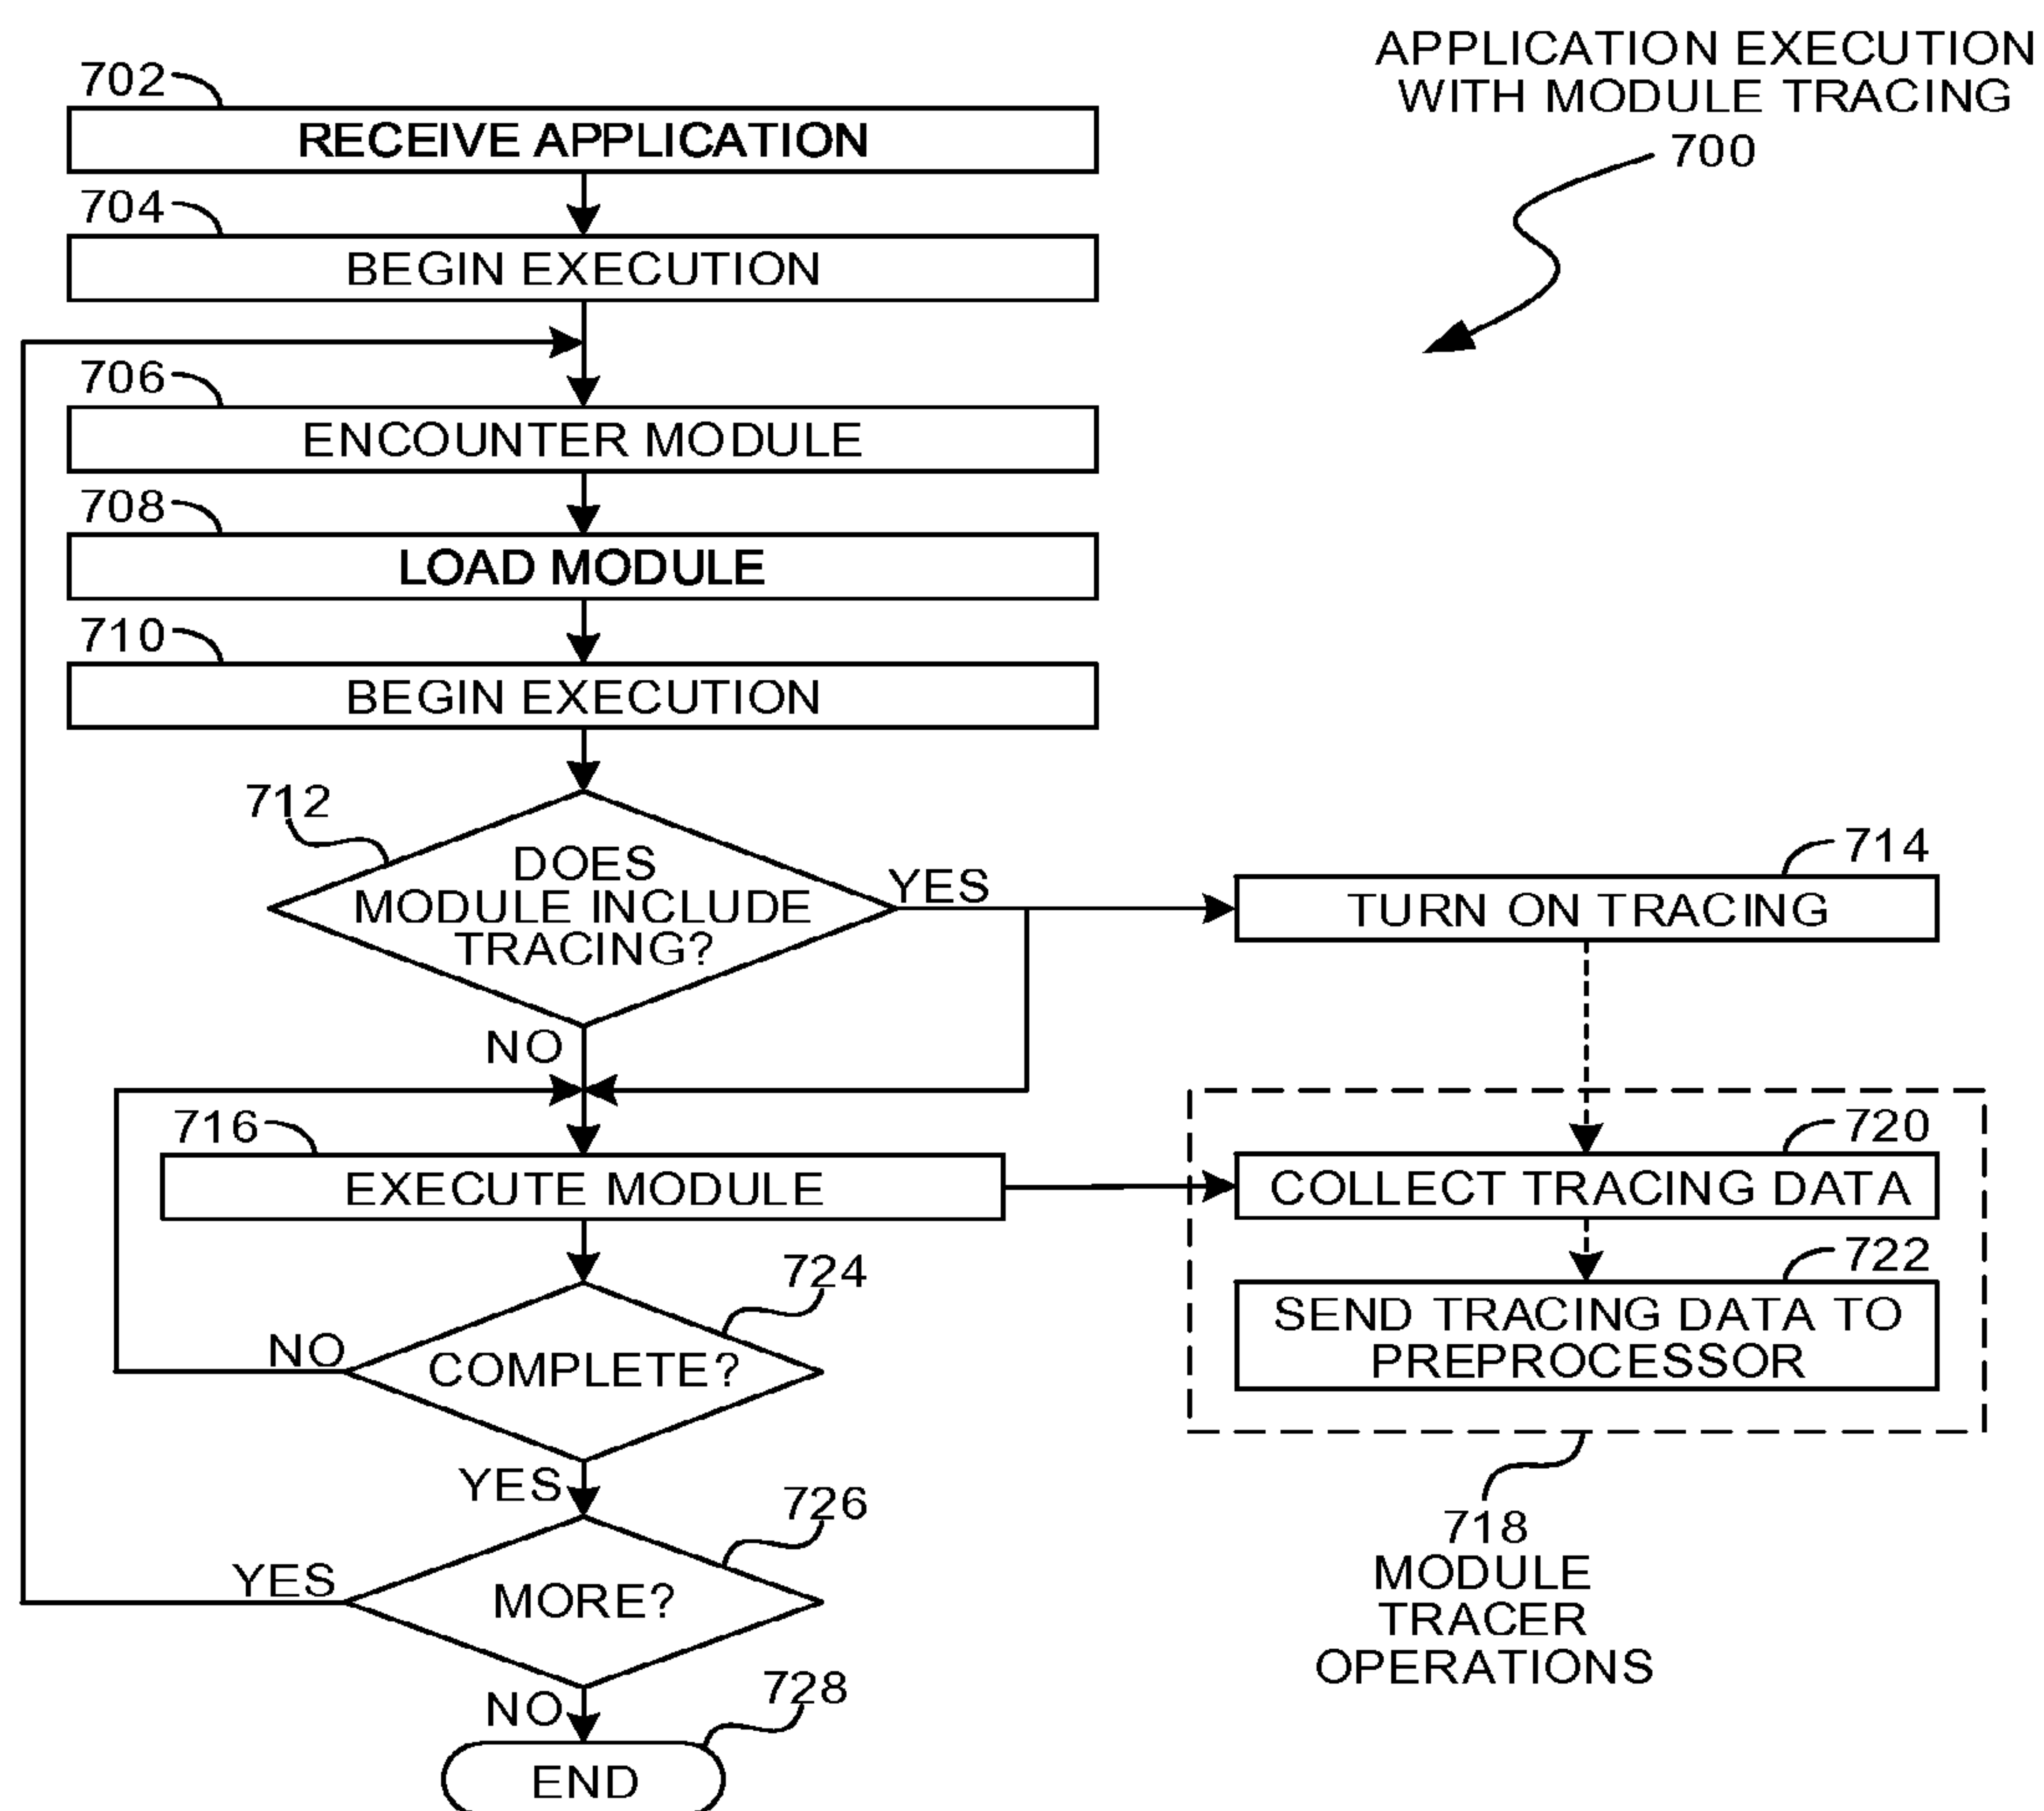 APPLICATION EXECUTION
WITH MODULE TRACING
700
702
RECEIVE APPLICATION
704
BEGIN EXECUTION
706
ENCOUNTER MODULE
708
LOAD MODULE
710
BEGIN EXECUTION
712
DOES
MODULE INCLUDE
TRACING?
YES
NO
714
TURN ON TRACING
716
EXECUTE MODULE
720
COLLECT TRACING DATA
722
SEND TRACING DATA TO
PREPROCESSOR
718
MODULE
TRACER
OPERATIONS
724
COMPLETE?
NO
YES
726
MORE?
YES
NO
728
END